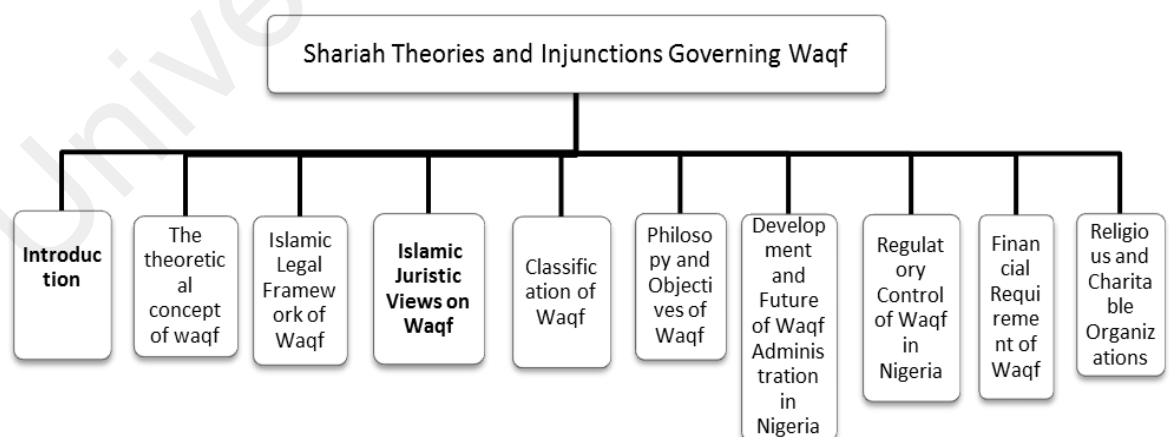 Shariah Theories and Injunctions Governing Waqf
Introduc
tion
The
theoretic
al
concept
of waqf
Islamic
Legal
Framew
ork of
Waqf
Islamic
Juristic
Views on
Waqf
Classific
ation of
Waqf
Philoso
py and
Objecti
ves of
Waqf
Develop
ment
and
Future
of Waqf
Adminis
tration
in
Nigeria
Regulat
ory
Control
of Waqf
in
Nigeria
Finan
cial
Requi
reme
nt of
Waqf
Religio
us and
Charita
ble
Organiz
ations
Unive